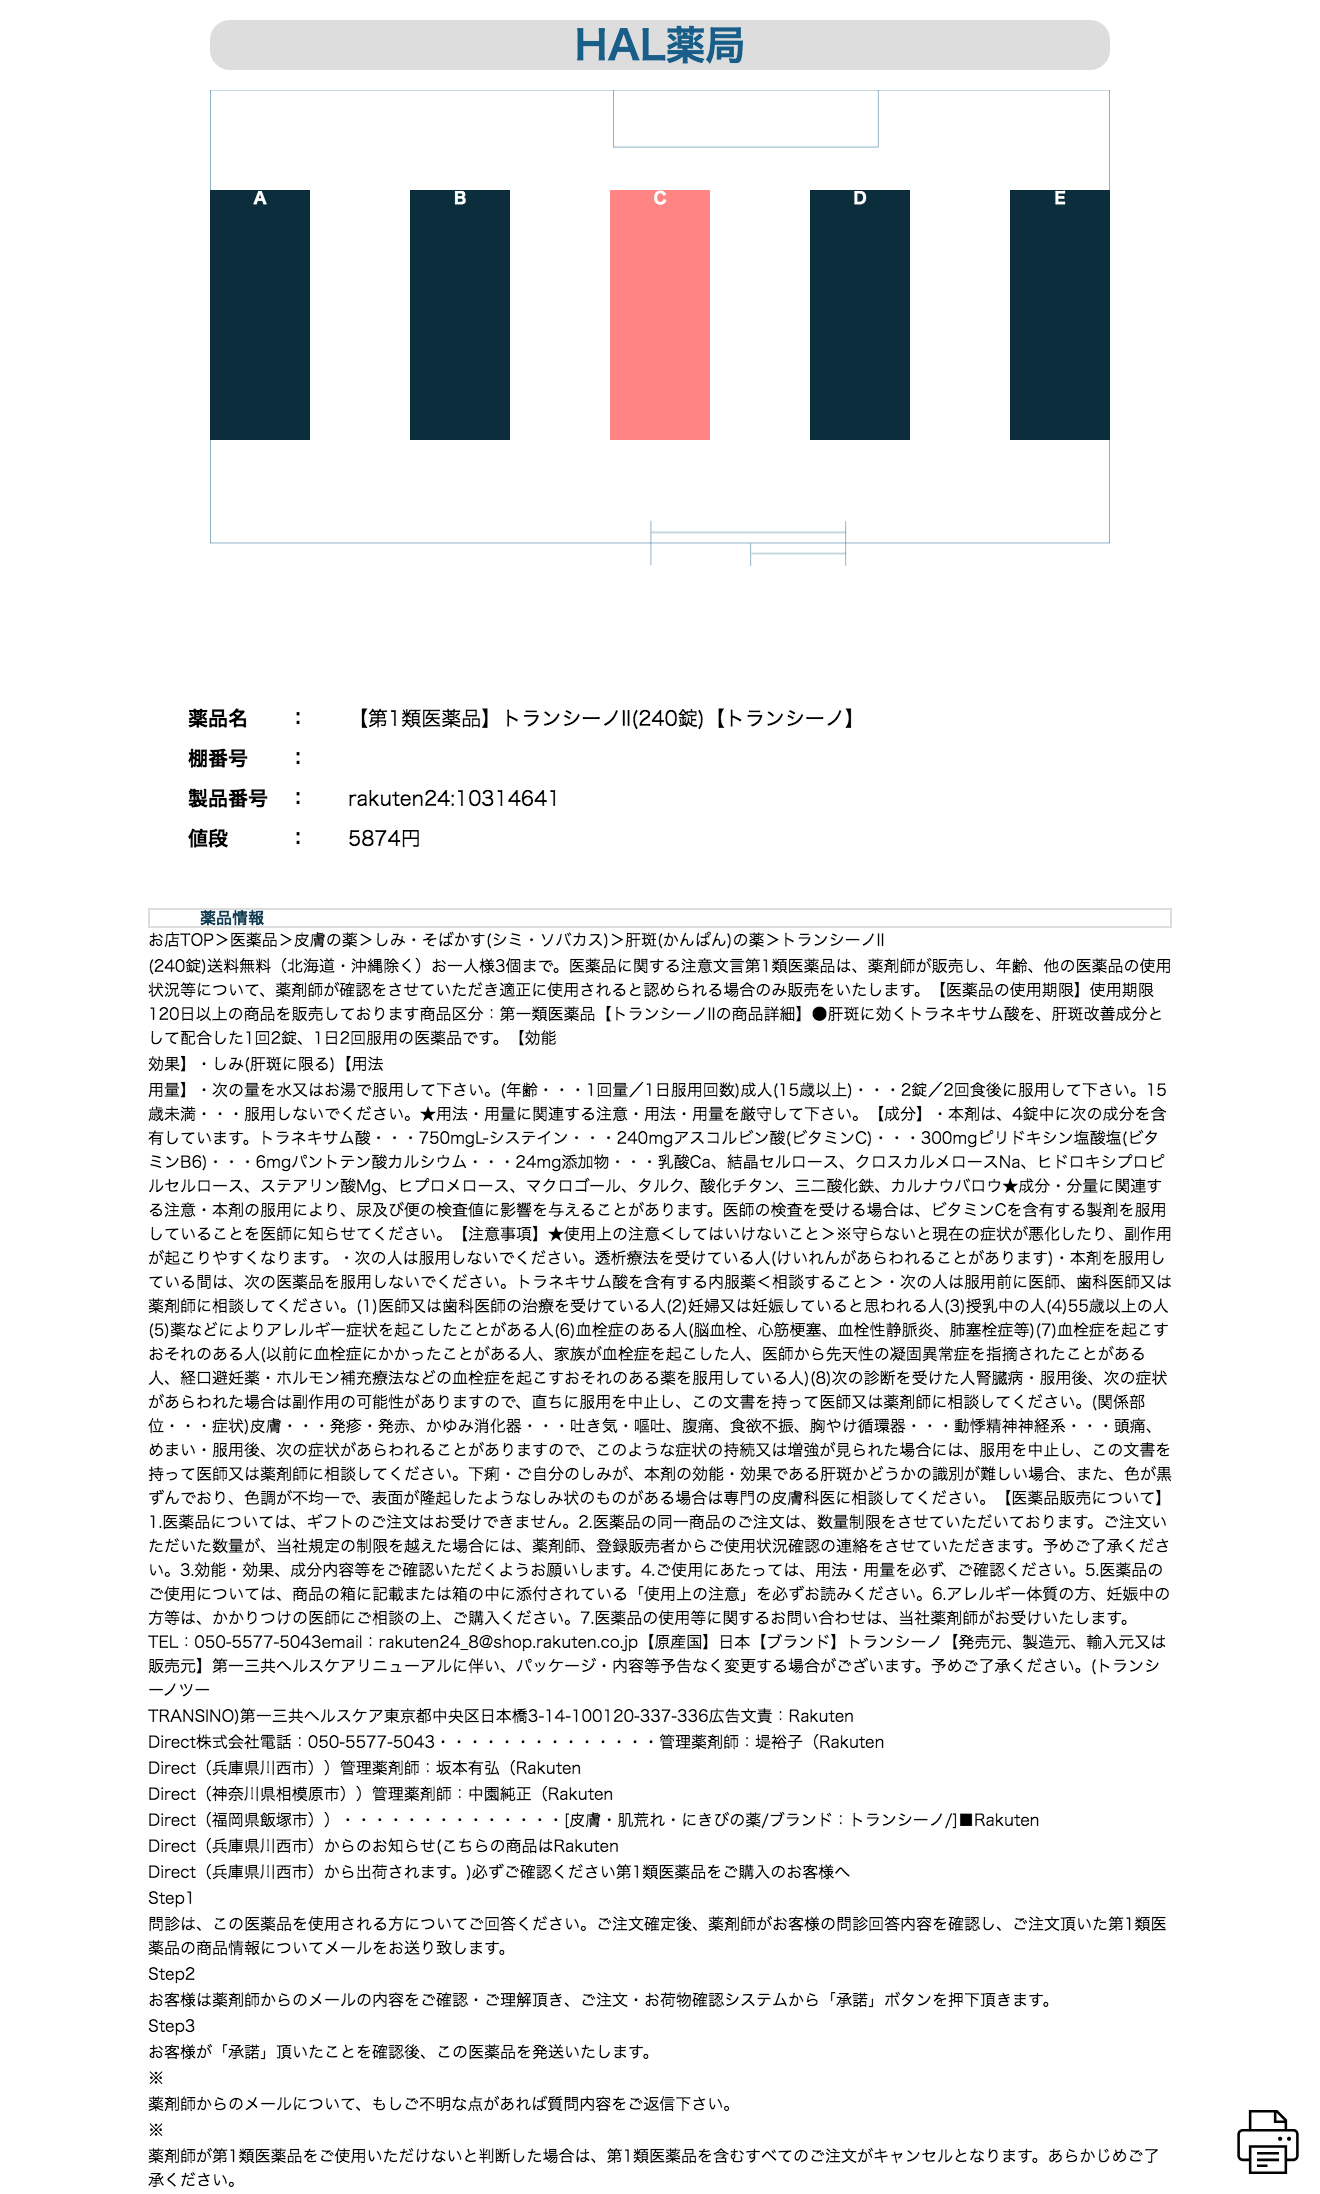 HAL薬局
A B C D E
薬品名 : 【第1類医薬品】トランシーノII(240錠)【トランシーノ】
棚番号 :
製品番号 : rakuten24:10314641
値段 : 5874円
薬品情報
お店TOP＞医薬品＞皮膚の薬＞しみ・そばかす(シミ・ソバカス)＞肝斑(かんぱん)の薬＞トランシーノII
(240錠)送料無料（北海道・沖縄除く）お一人様3個まで。医薬品に関する注意文言第1類医薬品は、薬剤師が販売し、年齢、他の医薬品の使用
状況等について、薬剤師が確認をさせていただき適正に使用されると認められる場合のみ販売をいたします。【医薬品の使用期限】使用期限
120日以上の商品を販売しております商品区分：第一類医薬品【トランシーノIIの商品詳細】●肝斑に効くトラネキサム酸を、肝斑改善成分と
して配合した1回2錠、1日2回服用の医薬品です。【効能
効果】・しみ(肝斑に限る)【用法
用量】・次の量を水又はお湯で服用して下さい。(年齢・・・1回量／1日服用回数)成人(15歳以上)・・・2錠／2回食後に服用して下さい。15
歳未満・・・服用しないでください。★用法・用量に関連する注意・用法・用量を厳守して下さい。【成分】・本剤は、4錠中に次の成分を含
有しています。トラネキサム酸・・・750mgL-システイン・・・240mgアスコルビン酸(ビタミンC)・・・300mgピリドキシン塩酸塩(ビタ
ミンB6)・・・6mgパントテン酸カルシウム・・・24mg添加物・・・乳酸Ca、結晶セルロース、クロスカルメロースNa、ヒドロキシプロピ
ルセルロース、ステアリン酸Mg、ヒプロメロース、マクロゴール、タルク、酸化チタン、三二酸化鉄、カルナウバロウ★成分・分量に関連す
る注意・本剤の服用により、尿及び便の検査値に影響を与えることがあります。医師の検査を受ける場合は、ビタミンCを含有する製剤を服用
していることを医師に知らせてください。【注意事項】★使用上の注意＜してはいけないこと＞※守らないと現在の症状が悪化したり、副作用
が起こりやすくなります。・次の人は服用しないでください。透析療法を受けている人(けいれんがあらわれることがあります)・本剤を服用し
ている間は、次の医薬品を服用しないでください。トラネキサム酸を含有する内服薬＜相談すること＞・次の人は服用前に医師、歯科医師又は
薬剤師に相談してください。(1)医師又は歯科医師の治療を受けている人(2)妊婦又は妊娠していると思われる人(3)授乳中の人(4)55歳以上の人
(5)薬などによりアレルギー症状を起こしたことがある人(6)血栓症のある人(脳血栓、心筋梗塞、血栓性静脈炎、肺塞栓症等)(7)血栓症を起こす
おそれのある人(以前に血栓症にかかったことがある人、家族が血栓症を起こした人、医師から先天性の凝固異常症を指摘されたことがある
人、経口避妊薬・ホルモン補充療法などの血栓症を起こすおそれのある薬を服用している人)(8)次の診断を受けた人腎臓病・服用後、次の症状
があらわれた場合は副作用の可能性がありますので、直ちに服用を中止し、この文書を持って医師又は薬剤師に相談してください。(関係部
位・・・症状)皮膚・・・発疹・発赤、かゆみ消化器・・・吐き気・嘔吐、腹痛、食欲不振、胸やけ循環器・・・動悸精神神経系・・・頭痛、
めまい・服用後、次の症状があらわれることがありますので、このような症状の持続又は増強が見られた場合には、服用を中止し、この文書を
持って医師又は薬剤師に相談してください。下痢・ご自分のしみが、本剤の効能・効果である肝斑かどうかの識別が難しい場合、また、色が黒
ずんでおり、色調が不均一で、表面が隆起したようなしみ状のものがある場合は専門の皮膚科医に相談してください。【医薬品販売について】
1.医薬品については、ギフトのご注文はお受けできません。2.医薬品の同一商品のご注文は、数量制限をさせていただいております。ご注文い
ただいた数量が、当社規定の制限を越えた場合には、薬剤師、登録販売者からご使用状況確認の連絡をさせていただきます。予めご了承くださ
い。3.効能・効果、成分内容等をご確認いただくようお願いします。4.ご使用にあたっては、用法・用量を必ず、ご確認ください。5.医薬品の
ご使用については、商品の箱に記載または箱の中に添付されている「使用上の注意」を必ずお読みください。6.アレルギー体質の方、妊娠中の
方等は、かかりつけの医師にご相談の上、ご購入ください。7.医薬品の使用等に関するお問い合わせは、当社薬剤師がお受けいたします。
TEL：050-5577-5043email：rakuten24_8@shop.rakuten.co.jp【原産国】日本【ブランド】トランシーノ【発売元、製造元、輸入元又は
販売元】第一三共ヘルスケアリニューアルに伴い、パッケージ・内容等予告なく変更する場合がございます。予めご了承ください。(トランシ
ーノツー
TRANSINO)第一三共ヘルスケア東京都中央区日本橋3-14-100120-337-336広告文責：Rakuten
Direct株式会社電話：050-5577-5043・・・・・・・・・・・・・・管理薬剤師：堤裕子（Rakuten
Direct（兵庫県川西市））管理薬剤師：坂本有弘（Rakuten
Direct（神奈川県相模原市））管理薬剤師：中園純正（Rakuten
Direct（福岡県飯塚市））・・・・・・・・・・・・・・[皮膚・肌荒れ・にきびの薬/ブランド：トランシーノ/]■Rakuten
Direct（兵庫県川西市）からのお知らせ(こちらの商品はRakuten
Direct（兵庫県川西市）から出荷されます。)必ずご確認ください第1類医薬品をご購入のお客様へ
Step1
問診は、この医薬品を使用される方についてご回答ください。ご注文確定後、薬剤師がお客様の問診回答内容を確認し、ご注文頂いた第1類医
薬品の商品情報についてメールをお送り致します。
Step2
お客様は薬剤師からのメールの内容をご確認・ご理解頂き、ご注文・お荷物確認システムから「承諾」ボタンを押下頂きます。
Step3
お客様が「承諾」頂いたことを確認後、この医薬品を発送いたします。
※
薬剤師からのメールについて、もしご不明な点があれば質問内容をご返信下さい。
※
薬剤師が第1類医薬品をご使用いただけないと判断した場合は、第1類医薬品を含むすべてのご注文がキャンセルとなります。あらかじめご了
承ください。